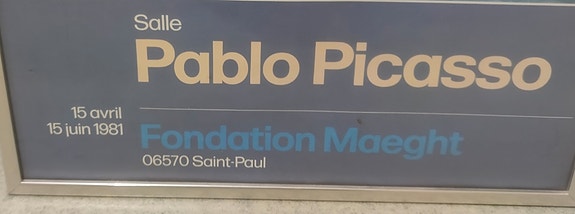 Salle
Pablo Picasso
15 avril
15 juin 1981
Fondation Maeght
06570 Saint-Paul